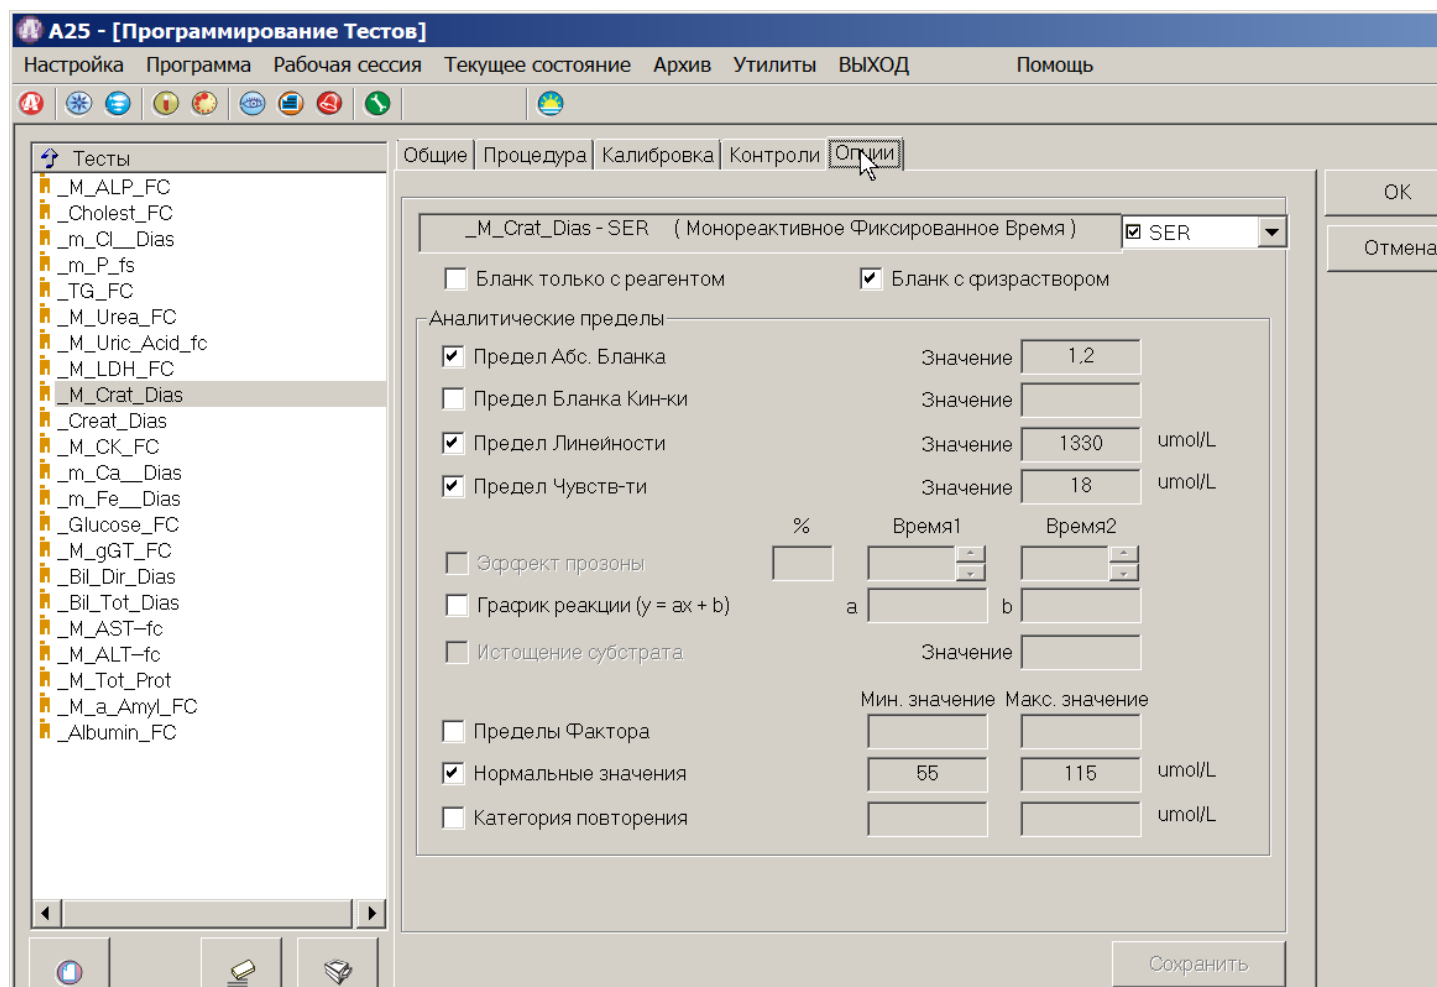 A25 - [Программирование Тестов]
Настройка Программа Рабочая сессия Текущее состояние Архив Утилиты ВЫХОД Помощь
Тесты
_M_ALP_FC
_Cholest_FC
_m_Cl__Dias
_m_P_fs
_TG_FC
_M_Urea_FC
_M_Uric_Acid_fc
_M_LDH_FC
_M_Crat_Dias
_Creat_Dias
_M_CK_FC
_m_Ca__Dias
_m_Fe__Dias
_Glucose_FC
_M_gGT_FC
_Bil_Dir_Dias
_Bil_Tot_Dias
_M_AST-fc
_M_ALT-fc
_M_Tot_Prot
_M_a_Amyl_FC
_Albumin_FC
Общие Процедура Калибровка Контроли Опции
_M_Crat_Dias - SER ( Монореактивное Фиксированное Время ) SER
Бланк только с реагентом Бланк с физраствором
Аналитические пределы
Предел Абс. Бланка Значение 1,2
Предел Бланка Кин-ки Значение
Предел Линейности Значение 1330 umol/L
Предел Чувств-ти Значение 18 umol/L
% Время1 Время2
Эффект прозоны
График реакции (y = ax + b) a b
Истощение субстрата Значение
Мин. значение Макс. значение
Пределы Фактора
Нормальные значения 55 115 umol/L
Категория повторения umol/L
Сохранить
OK
Отмена